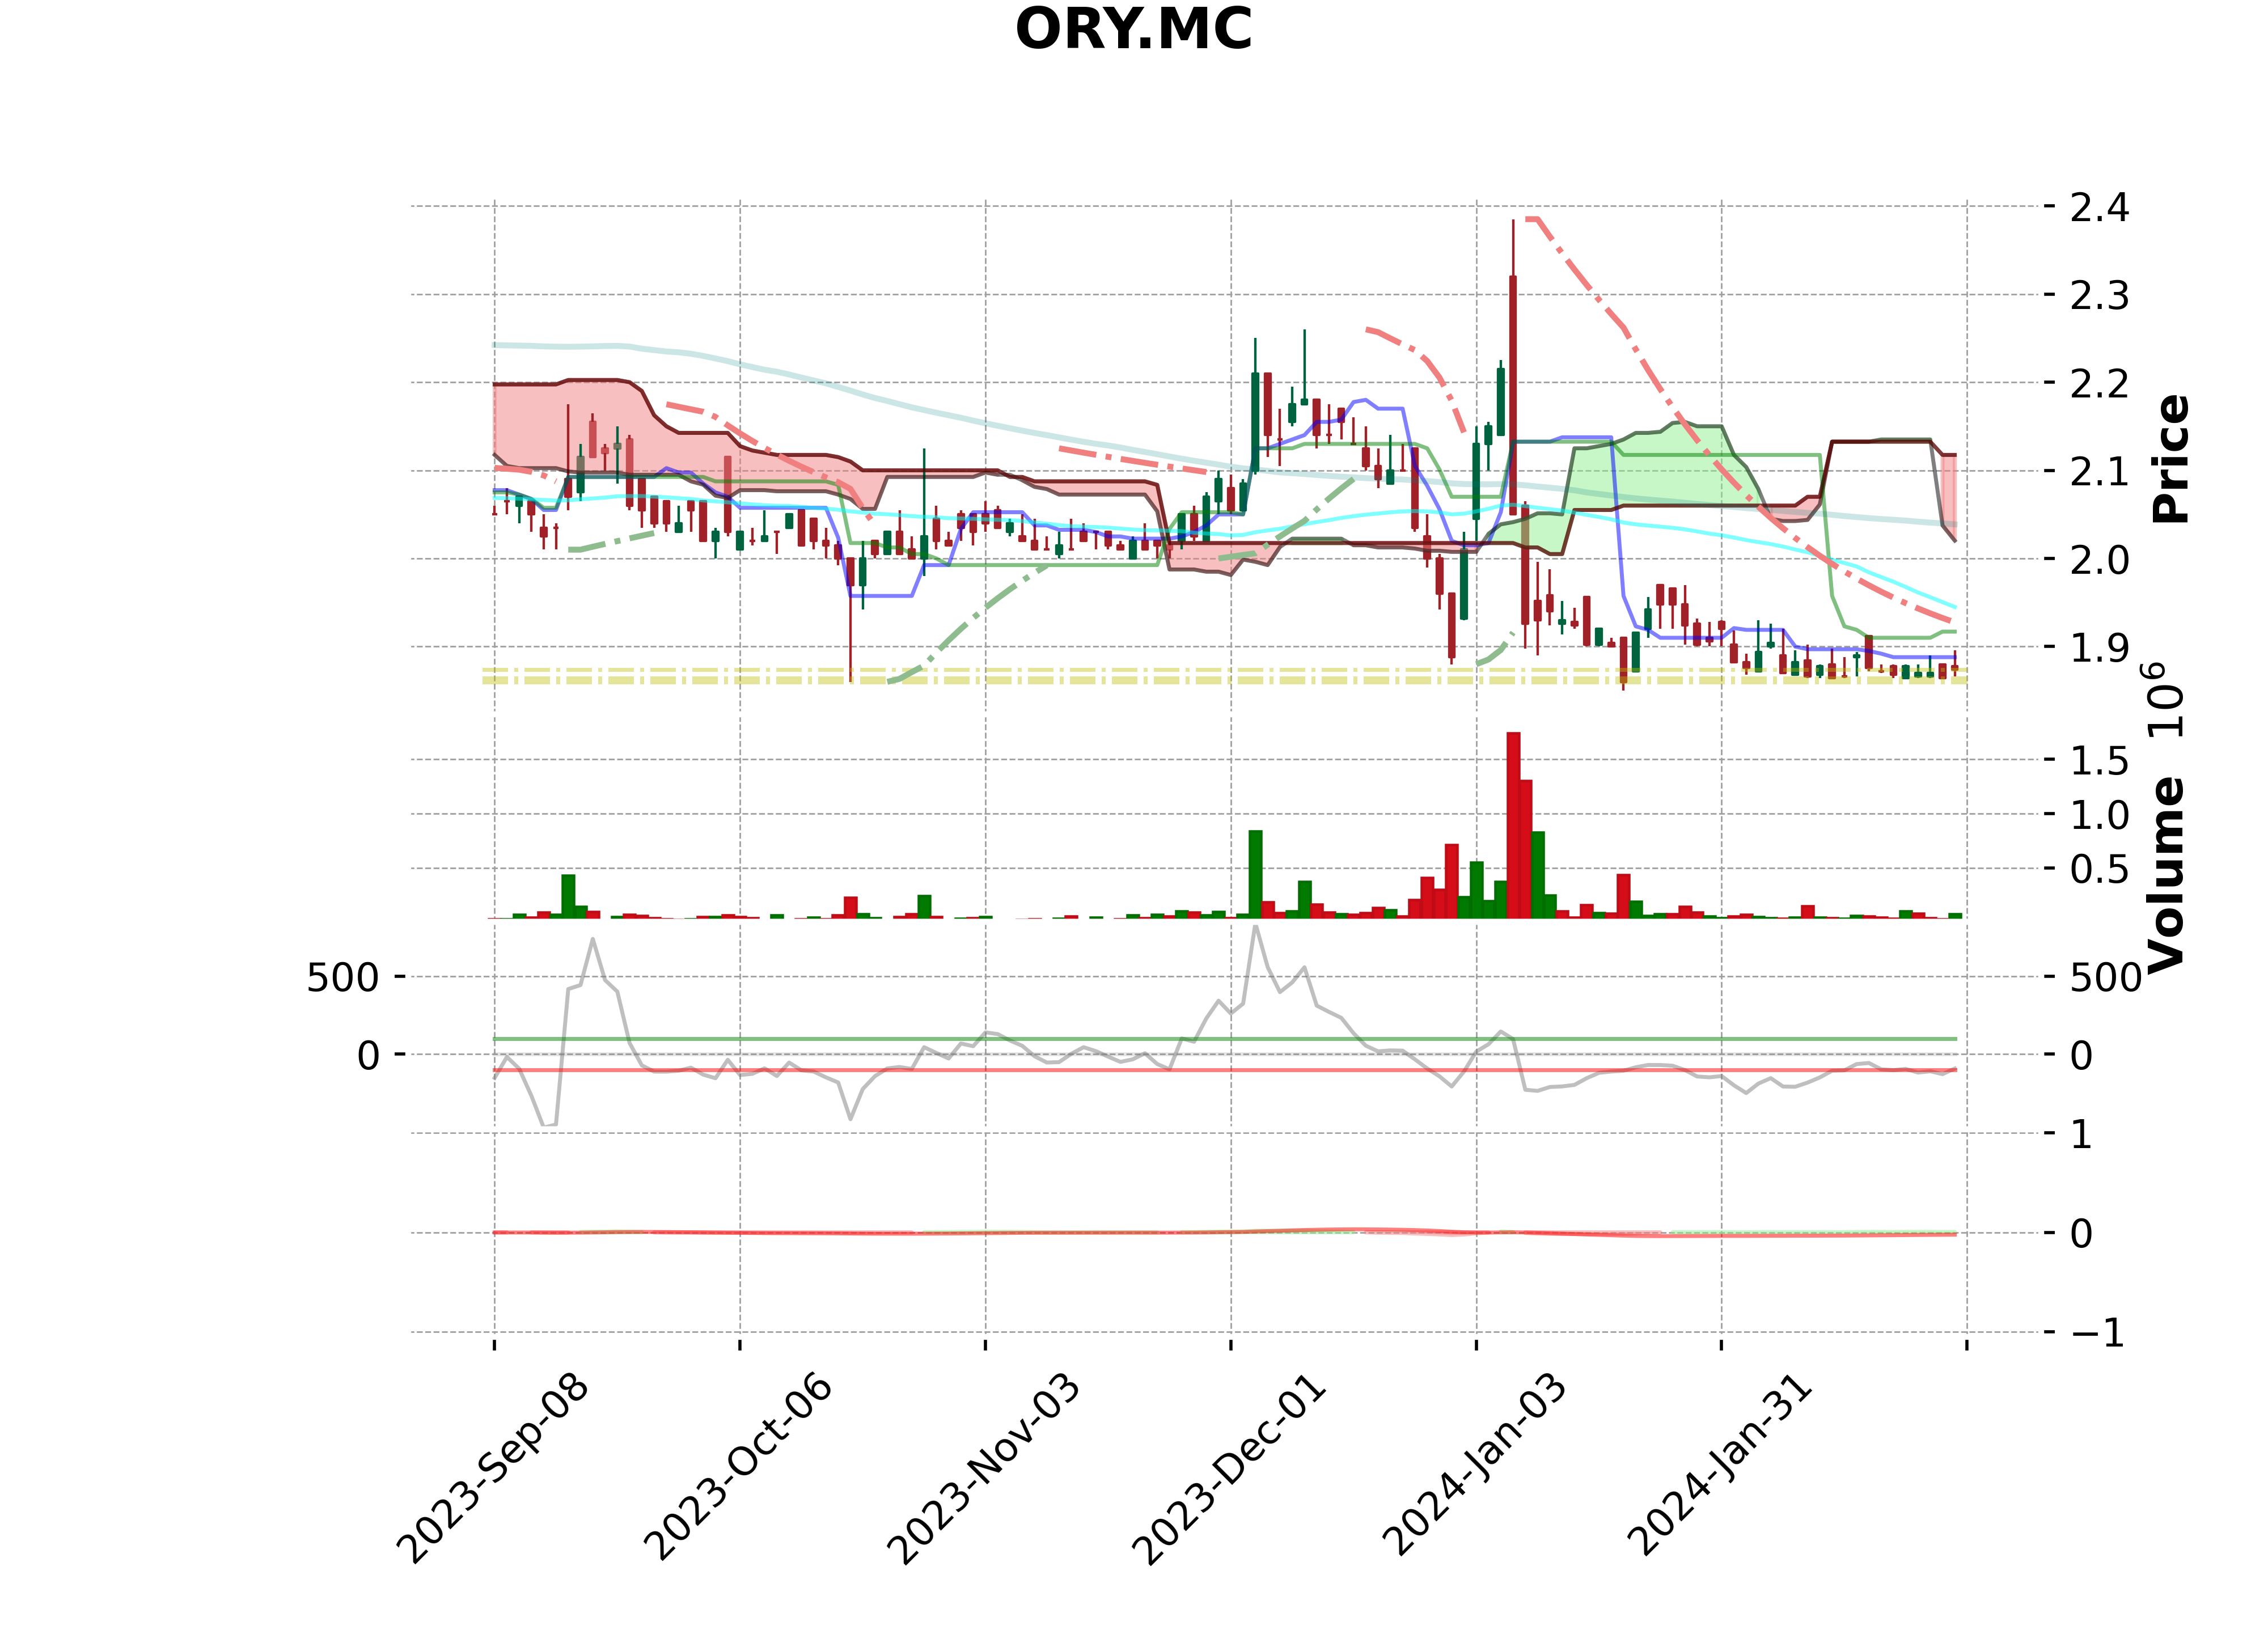 ORY.MC
2.4
2.3
2.2
2.1
2.0
1.9
Price
1.5
1.0
0.5
Volume 10^6
500
0
500
0
1
0
−1
2023-Sep-08
2023-Oct-06
2023-Nov-03
2023-Dec-01
2024-Jan-03
2024-Jan-31